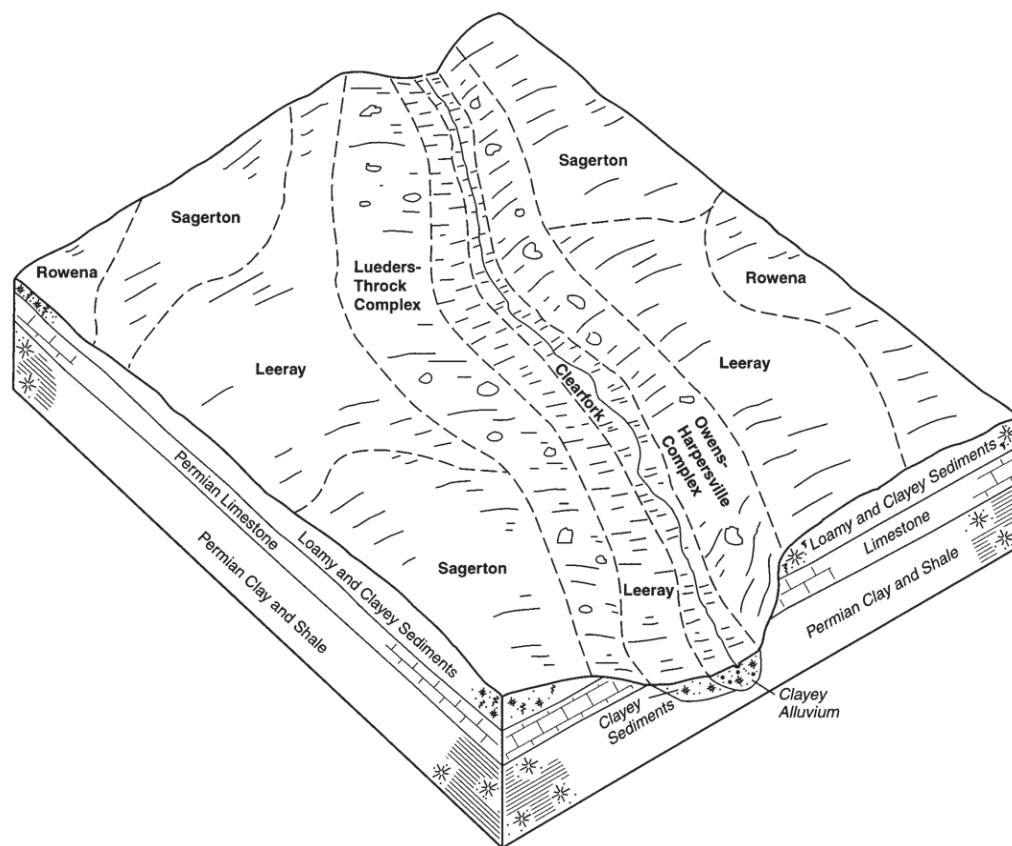 Sagerton
Sagerton
Rowena
Lueders-
Throck
Complex
Rowena
Leeray
Leeray
Clearfork
Owens-
Harpersville
Complex
Sagerton
Leeray
Permian Limestone
Loamy and Clayey Sediments
Permian Clay and Shale
Loamy and Clayey Sediments
Limestone
Permian Clay and Shale
Clayey
Sediments
Clayey
Alluvium